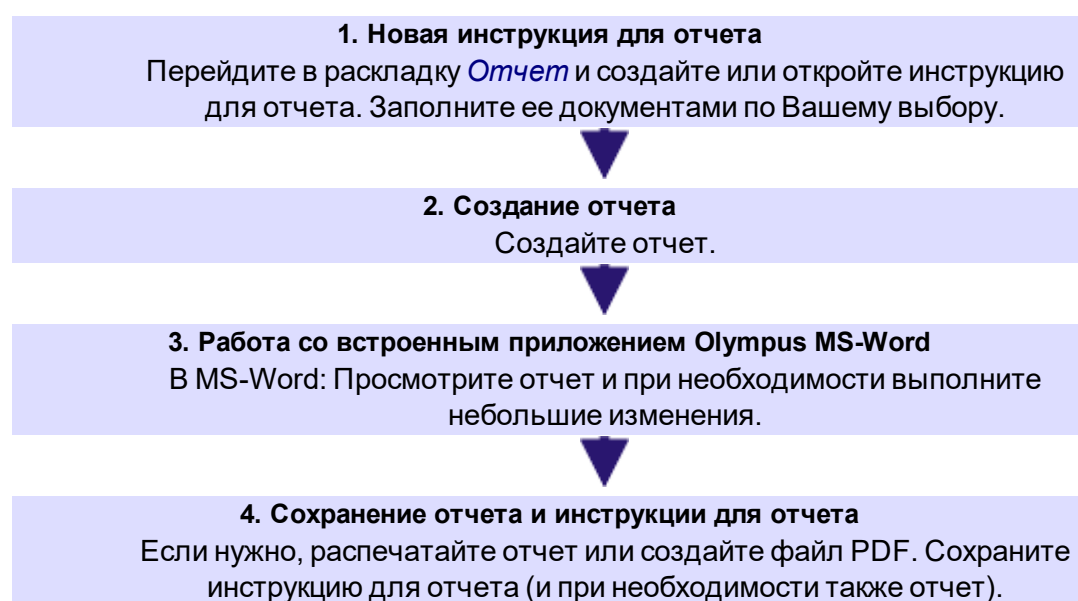 1. Новая инструкция для отчета
Перейдите в раскладку Отчет и создайте или откройте инструкцию
для отчета. Заполните ее документами по Вашему выбору.
2. Создание отчета
Создайте отчет.
3. Работа со встроенным приложением Olympus MS-Word
В MS-Word: Просмотрите отчет и при необходимости выполните
небольшие изменения.
4. Сохранение отчета и инструкции для отчета
Если нужно, распечатайте отчет или создайте файл PDF. Сохраните
инструкцию для отчета (и при необходимости также отчет).